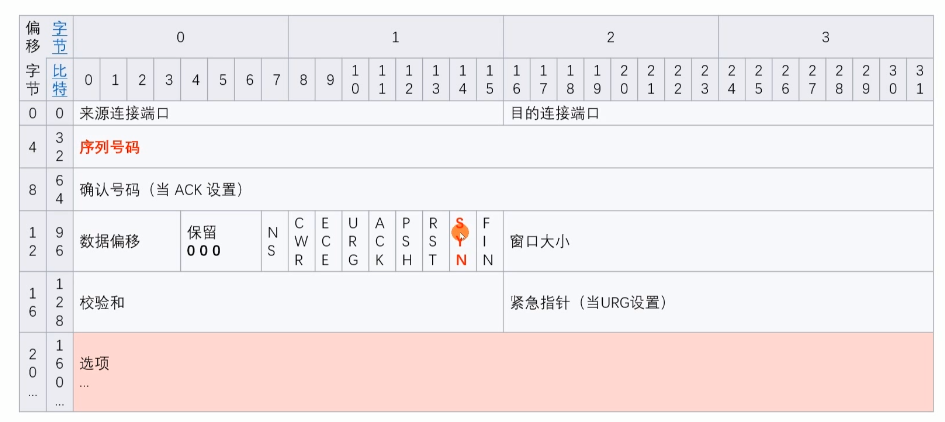 偏移 字节 0 1 2 3
字节 比特 0 1 2 3 4 5 6 7 8 9 10 11 12 13 14 15 16 17 18 19 20 21 22 23 24 25 26 27 28 29 30 31
0 0 来源连接端口 目的连接端口
4 32 序列号码
8 64 确认号码（当 ACK 设置）
12 96 数据偏移 保留 NS CWR ECE URG ACK PSH RST SYN FIN 窗口大小
000
16 128 校验和 紧急指针（当URG设置）
20 160 选项
... ... ...